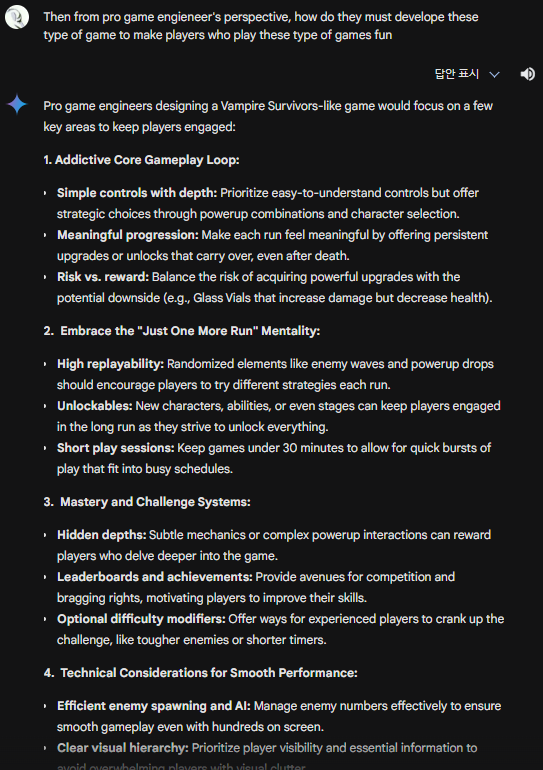 Then from pro game engieneer's perspective, how do they must develope these
type of game to make players who play these type of games fun
답안 표시
Pro game engineers designing a Vampire Survivors-like game would focus on a few
key areas to keep players engaged:
1. Addictive Core Gameplay Loop:
• Simple controls with depth: Prioritize easy-to-understand controls but offer
strategic choices through powerup combinations and character selection.
• Meaningful progression: Make each run feel meaningful by offering persistent
upgrades or unlocks that carry over, even after death.
• Risk vs. reward: Balance the risk of acquiring powerful upgrades with the
potential downside (e.g., Glass Vials that increase damage but decrease health).
2. Embrace the "Just One More Run" Mentality:
• High replayability: Randomized elements like enemy waves and powerup drops
should encourage players to try different strategies each run.
• Unlockables: New characters, abilities, or even stages can keep players engaged
in the long run as they strive to unlock everything.
• Short play sessions: Keep games under 30 minutes to allow for quick bursts of
play that fit into busy schedules.
3. Mastery and Challenge Systems:
• Hidden depths: Subtle mechanics or complex powerup interactions can reward
players who delve deeper into the game.
• Leaderboards and achievements: Provide avenues for competition and
bragging rights, motivating players to improve their skills.
• Optional difficulty modifiers: Offer ways for experienced players to crank up the
challenge, like tougher enemies or shorter timers.
4. Technical Considerations for Smooth Performance:
• Efficient enemy spawning and AI: Manage enemy numbers effectively to ensure
smooth gameplay even with hundreds on screen.
• Clear visual hierarchy: Prioritize player visibility and essential information to
avoid overwhelming players with visual clutter.